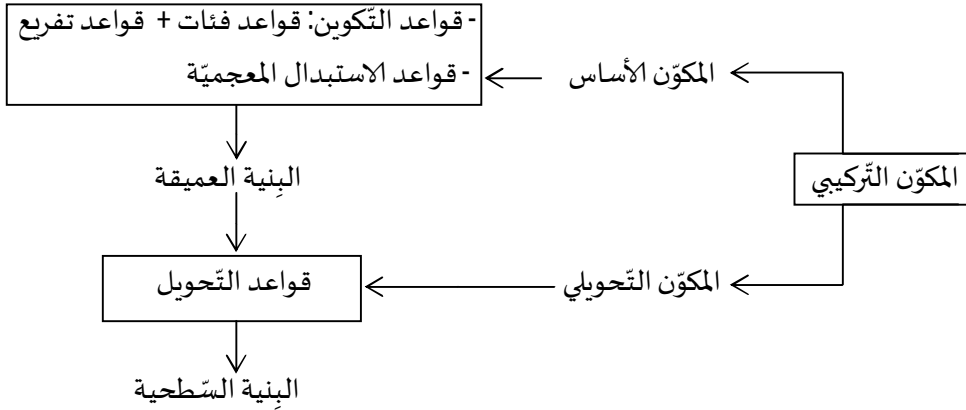 - قواعد التّكوين: قواعد فئات + قواعد تفريع
- قواعد الاستبدال المعجميّة
المكوّن الأساس
المكوّن التّركيبي
البِنية العميقة
المكوّن التّحويلي
قواعد التّحويل
البِنية السّطحية